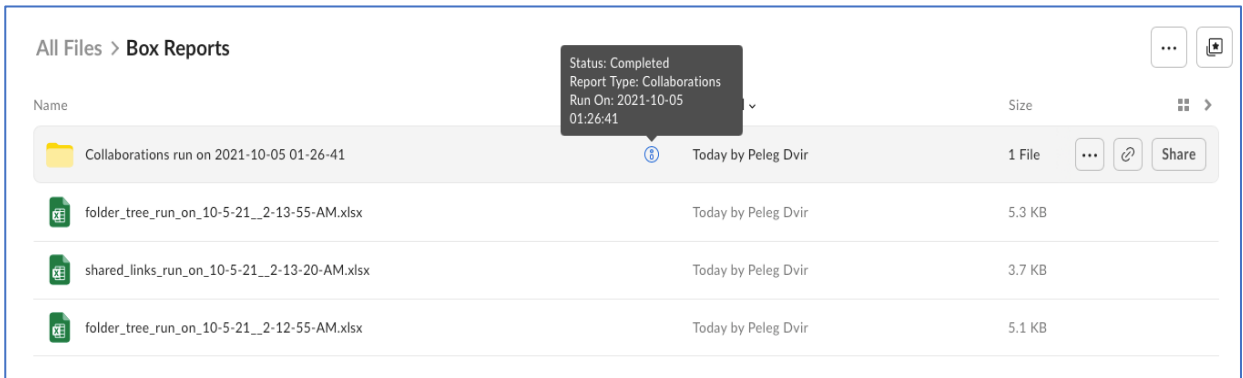 All Files > Box Reports
Status: Completed
Report Type: Collaborations
Run On: 2021-10-05
01:26:41
Name Size
Collaborations run on 2021-10-05 01-26-41 Today by Peleg Dvir 1 File Share
folder_tree_run_on_10-5-21__2-13-55-AM.xlsx Today by Peleg Dvir 5.3 KB
shared_links_run_on_10-5-21__2-13-20-AM.xlsx Today by Peleg Dvir 3.7 KB
folder_tree_run_on_10-5-21__2-12-55-AM.xlsx Today by Peleg Dvir 5.1 KB